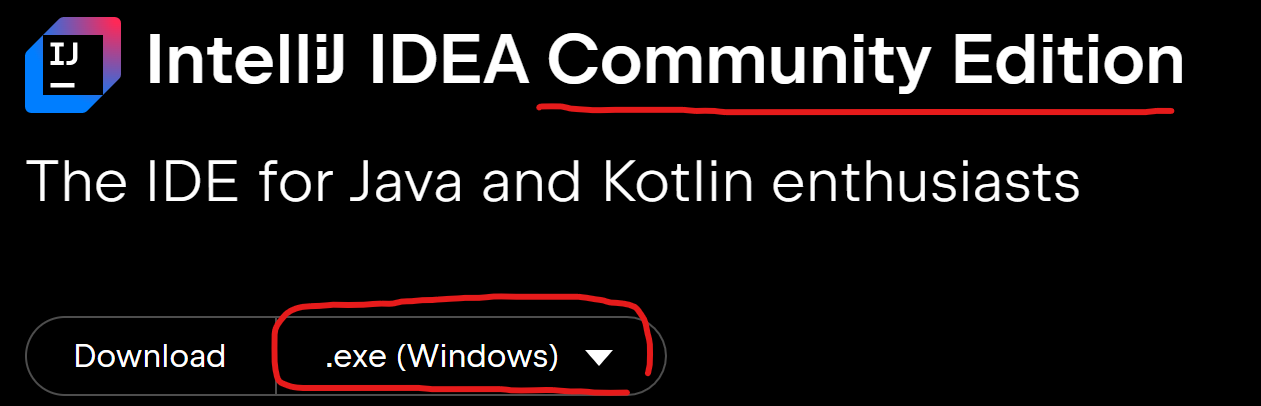 IJ
IntelliJ IDEA Community Edition
The IDE for Java and Kotlin enthusiasts
Download .exe (Windows)